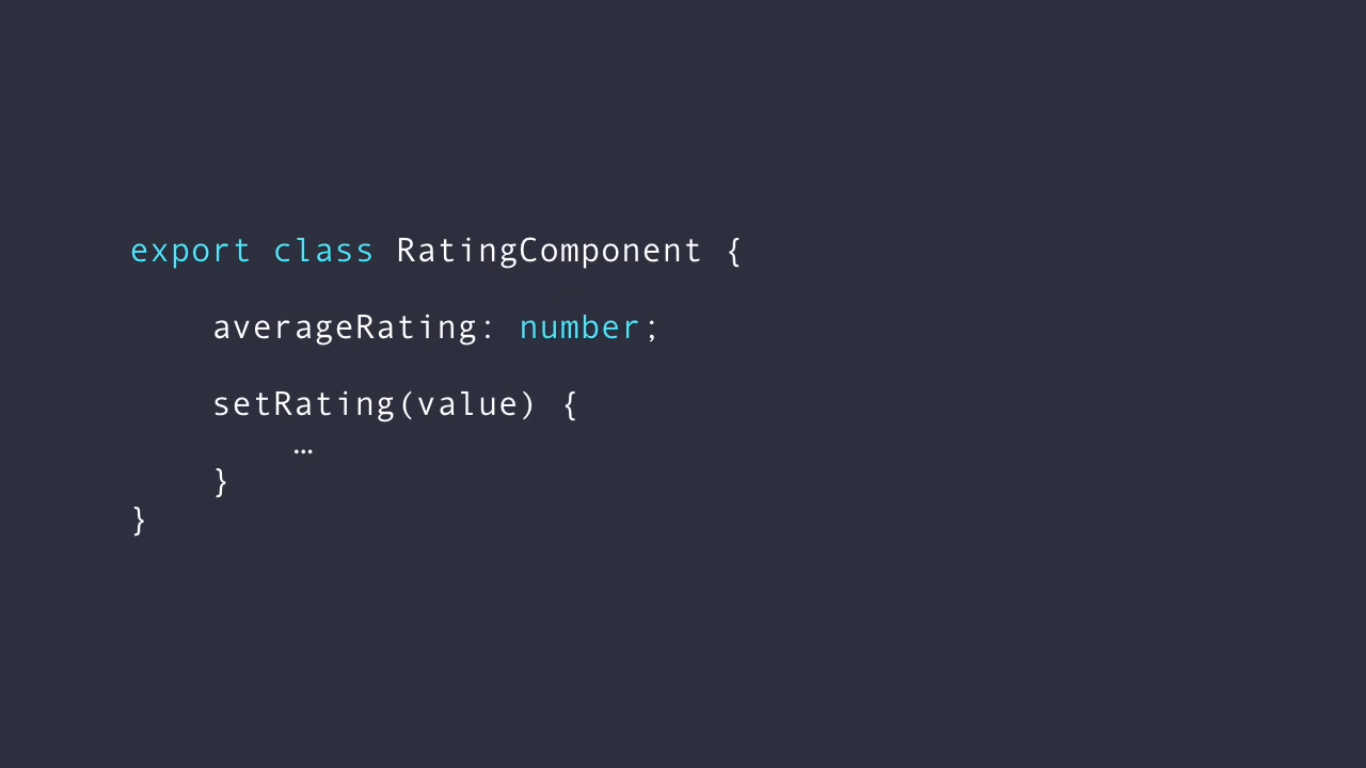 export class RatingComponent {
averageRating: number;
setRating(value) {
…
}
}